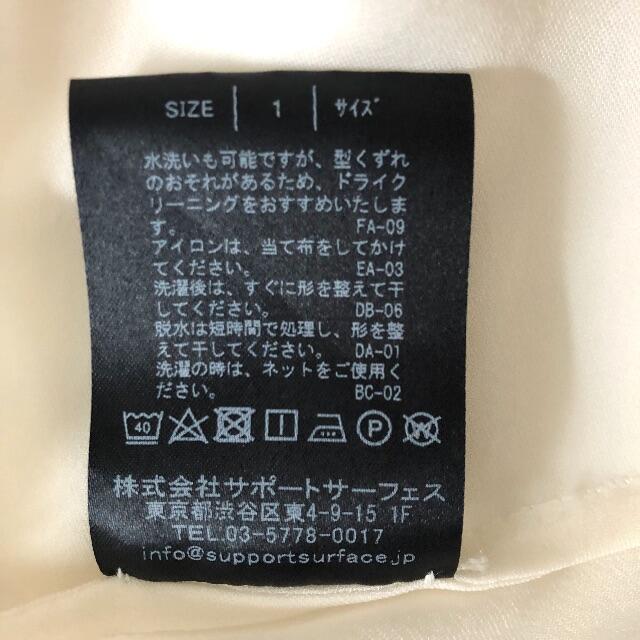 SIZE | 1 | サイズ
水洗いも可能ですが、型くずれ
のおそれがあるため、ドライク
リーニングをおすすめいたしま
す。 FA-09
アイロンは、当て布をしてかけ
てください。 EA-03
洗濯後は、すぐに形を整えて干
してください。 DB-06
脱水は短時間で処理し、形を整
えて干してください。 DA-01
洗濯の時は、ネットをご使用く
ださい。 BC-02
40 P W
株式会社サポートサーフェス
東京都渋谷区東4-9-15 1F
TEL.03-5778-0017
info@supportsurface.jp